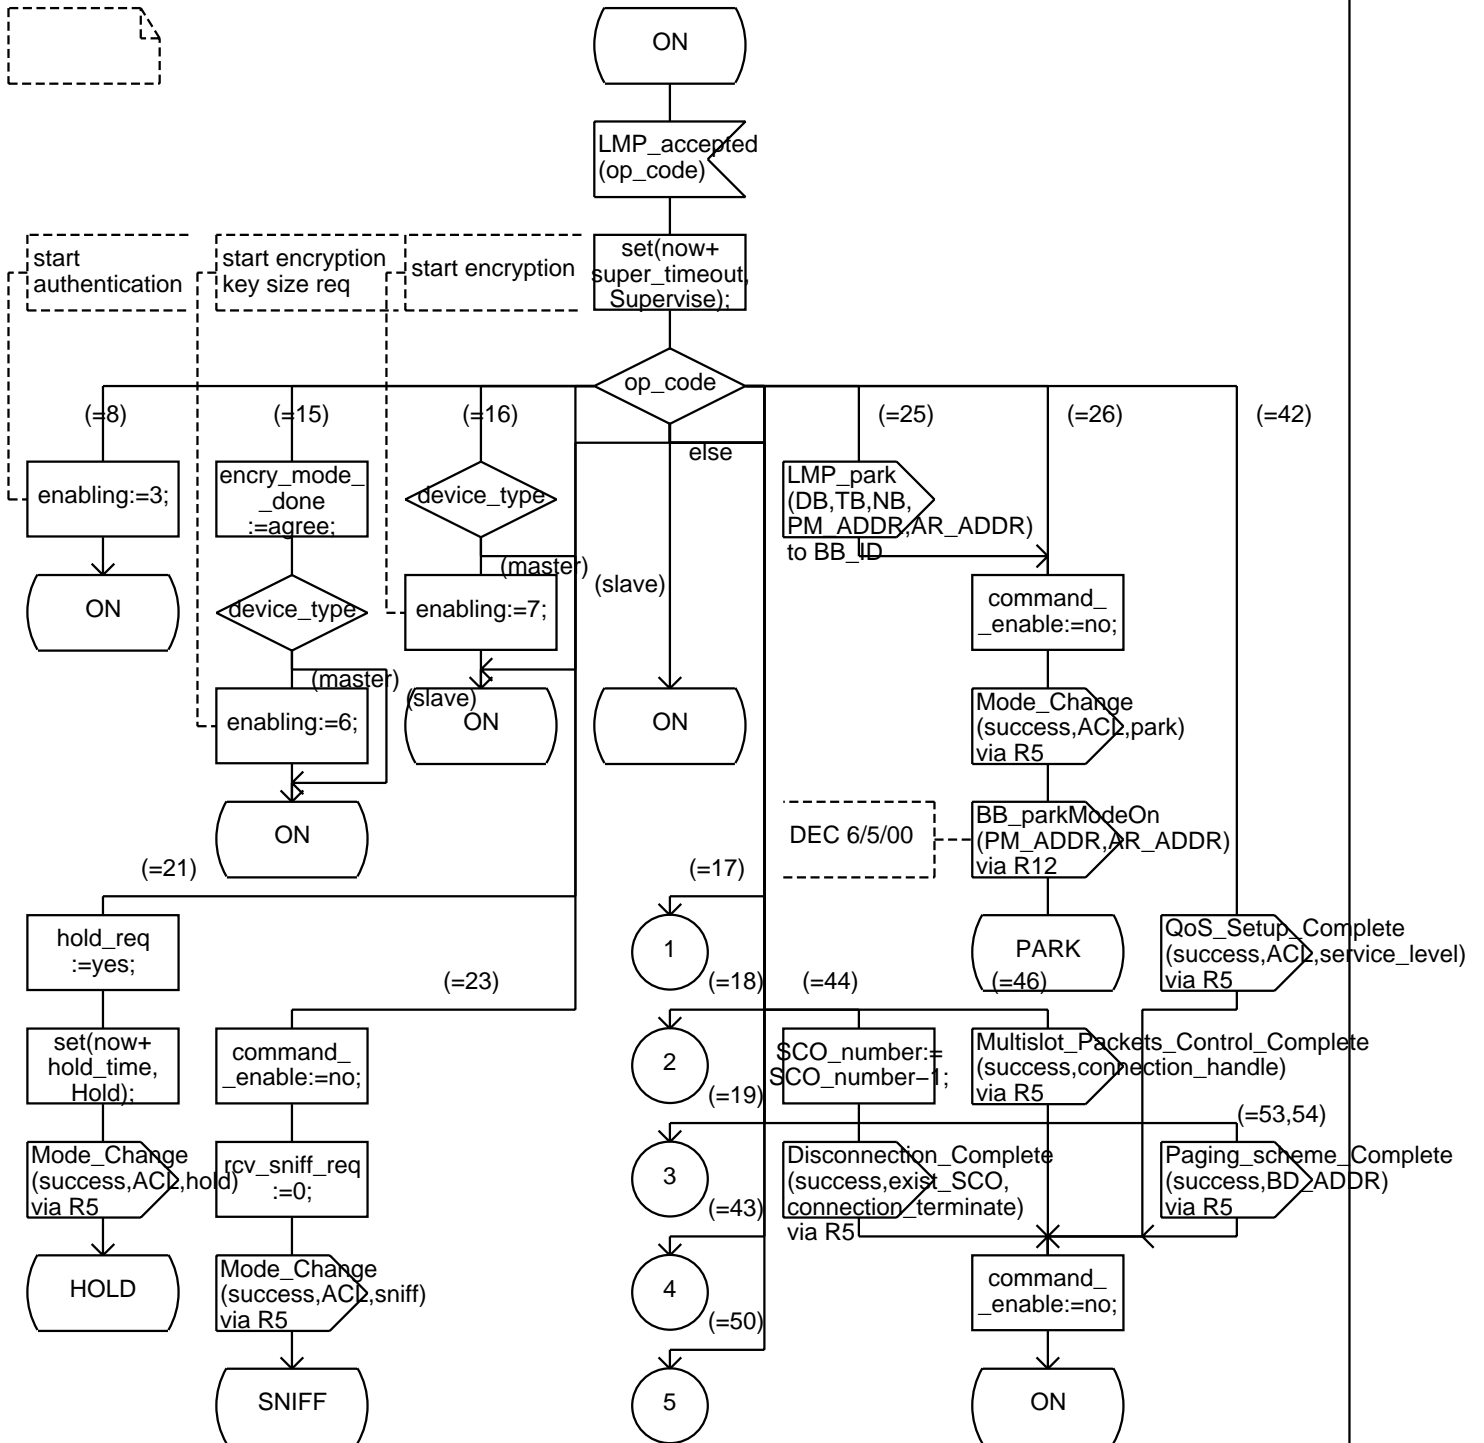 ON
LMP_accepted
(op_code)
start
authentication
start encryption
key size req
start encryption
set(now+
super_timeout,
Supervise);
op_code
(=8)
(=15)
(=16)
else
(=25)
(=26)
(=42)
enabling:=3;
encry_mode_
_done
:=agree;
device_type
LMP_park
(DB,TB,NB,
PM_ADDR,AR_ADDR)
to BB_ID
(master)
(slave)
ON
device_type
enabling:=7;
command_
_enable:=no;
(master)
(slave)
enabling:=6;
ON
ON
Mode_Change
(success,ACL,park)
via R5
ON
DEC 6/5/00
BB_parkModeOn
(PM_ADDR,AR_ADDR)
via R12
(=21)
(=17)
hold_req
:=yes;
1
PARK
QoS_Setup_Complete
(success,ACL,service_level)
via R5
(=23)
(=18)
(=44)
(=46)
set(now+
hold_time,
Hold);
command_
_enable:=no;
2
SCO_number:=
SCO_number−1;
Multislot_Packets_Control_Complete
(success,connection_handle)
via R5
(=19)
(=53,54)
Mode_Change
(success,ACL,hold)
via R5
rcv_sniff_req
:=0;
3
Disconnection_Complete
(success,exist_SCO,
connection_terminate)
via R5
Paging_scheme_Complete
(success,BD_ADDR)
via R5
(=43)
HOLD
Mode_Change
(success,ACL,sniff)
via R5
4
command_
_enable:=no;
(=50)
SNIFF
5
ON